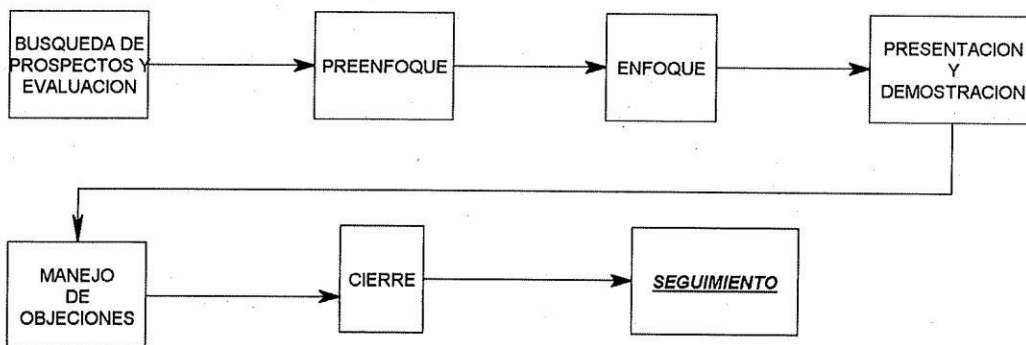 BUSQUEDA DE
PROSPECTOS Y
EVALUACION
PREENFOQUE
ENFOQUE
PRESENTACION
Y
DEMOSTRACION
MANEJO
DE
OBJECIONES
CIERRE
SEGUIMIENTO